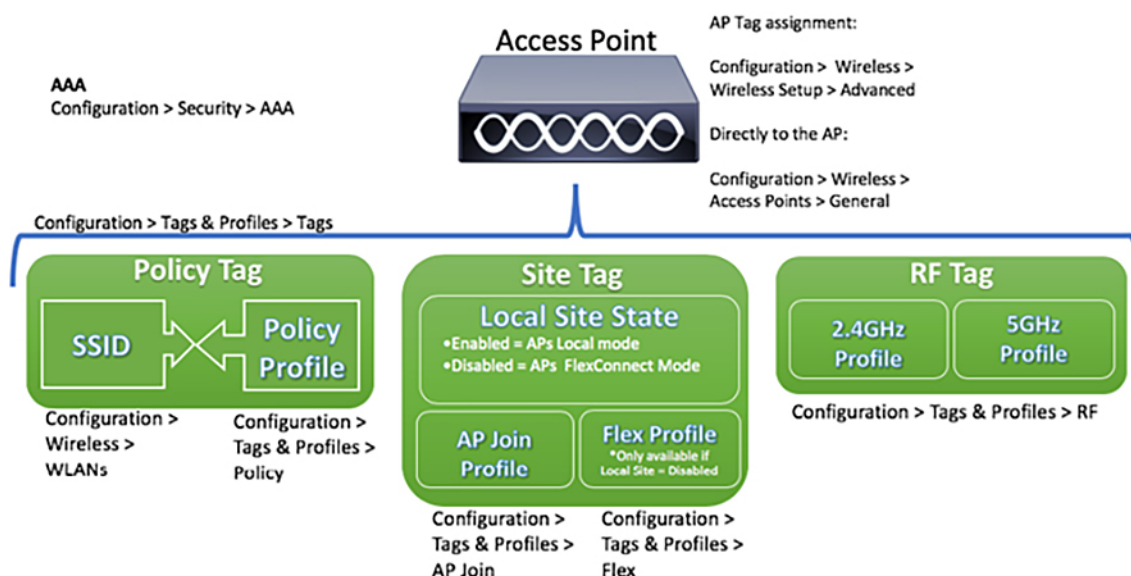 Access Point
AP Tag assignment:
Configuration > Wireless >
Wireless Setup > Advanced
Directly to the AP:
Configuration > Wireless >
Access Points > General
AAA
Configuration > Security > AAA
Configuration > Tags & Profiles > Tags
Policy Tag
SSID
Policy
Profile
Configuration >
Wireless >
WLANs
Configuration >
Tags & Profiles >
Policy
Site Tag
Local Site State
•Enabled = APs Local mode
•Disabled = APs FlexConnect Mode
AP Join
Profile
Flex Profile
*Only available if
Local Site = Disabled
Configuration >
Tags & Profiles >
AP Join
Configuration >
Tags & Profiles >
Flex
RF Tag
2.4GHz
Profile
5GHz
Profile
Configuration > Tags & Profiles > RF